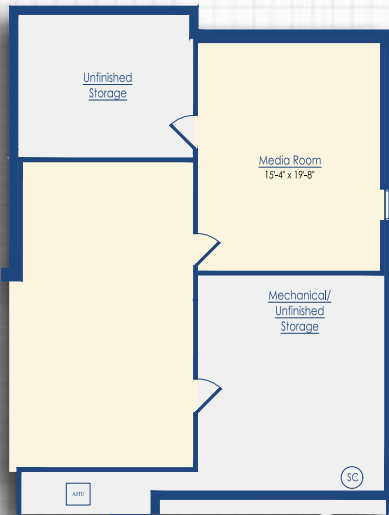 Unfinished
Storage
Media Room
15'-4" x 19'-8"
Mechanical/
Unfinished
Storage
SC
AHU